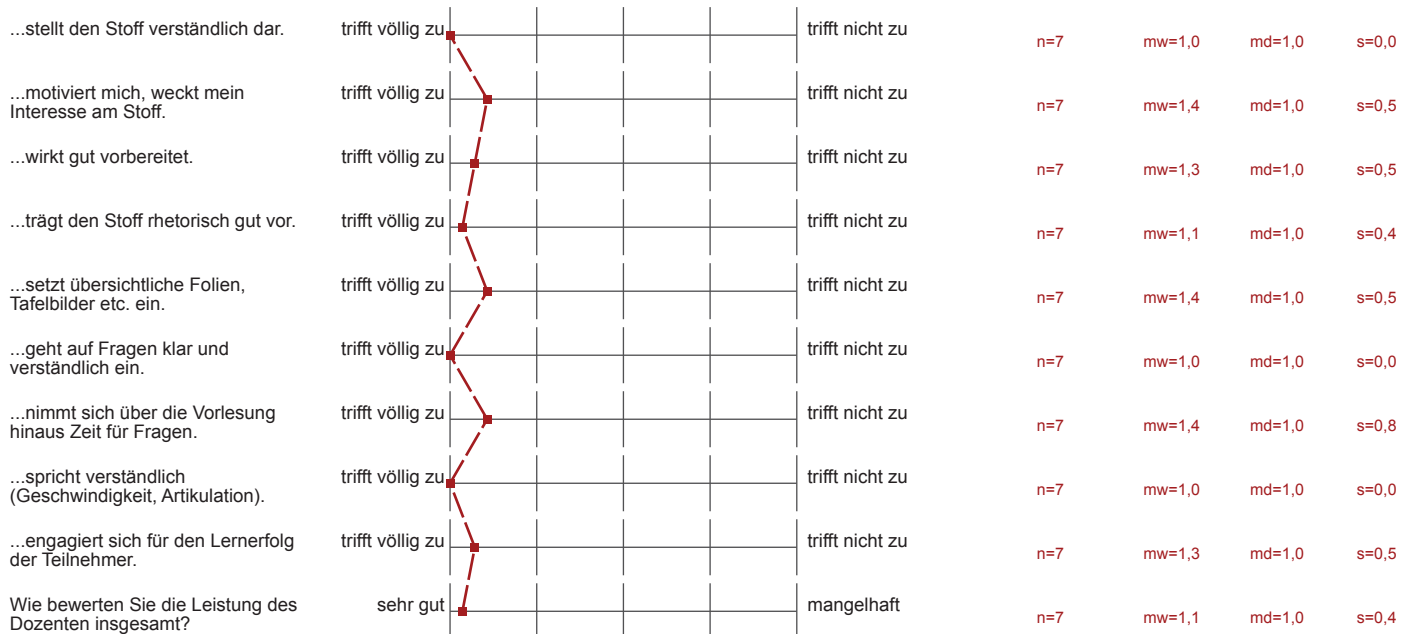 ...stellt den Stoff verständlich dar. trifft völlig zu trifft nicht zu n=7 mw=1,0 md=1,0 s=0,0
...motiviert mich, weckt mein
Interesse am Stoff. trifft völlig zu trifft nicht zu n=7 mw=1,4 md=1,0 s=0,5
...wirkt gut vorbereitet. trifft völlig zu trifft nicht zu n=7 mw=1,3 md=1,0 s=0,5
...trägt den Stoff rhetorisch gut vor. trifft völlig zu trifft nicht zu n=7 mw=1,1 md=1,0 s=0,4
...setzt übersichtliche Folien,
Tafelbilder etc. ein. trifft völlig zu trifft nicht zu n=7 mw=1,4 md=1,0 s=0,5
...geht auf Fragen klar und
verständlich ein. trifft völlig zu trifft nicht zu n=7 mw=1,0 md=1,0 s=0,0
...nimmt sich über die Vorlesung
hinaus Zeit für Fragen. trifft völlig zu trifft nicht zu n=7 mw=1,4 md=1,0 s=0,8
...spricht verständlich
(Geschwindigkeit, Artikulation). trifft völlig zu trifft nicht zu n=7 mw=1,0 md=1,0 s=0,0
...engagiert sich für den Lernerfolg
der Teilnehmer. trifft völlig zu trifft nicht zu n=7 mw=1,3 md=1,0 s=0,5
Wie bewerten Sie die Leistung des
Dozenten insgesamt? sehr gut mangelhaft n=7 mw=1,1 md=1,0 s=0,4